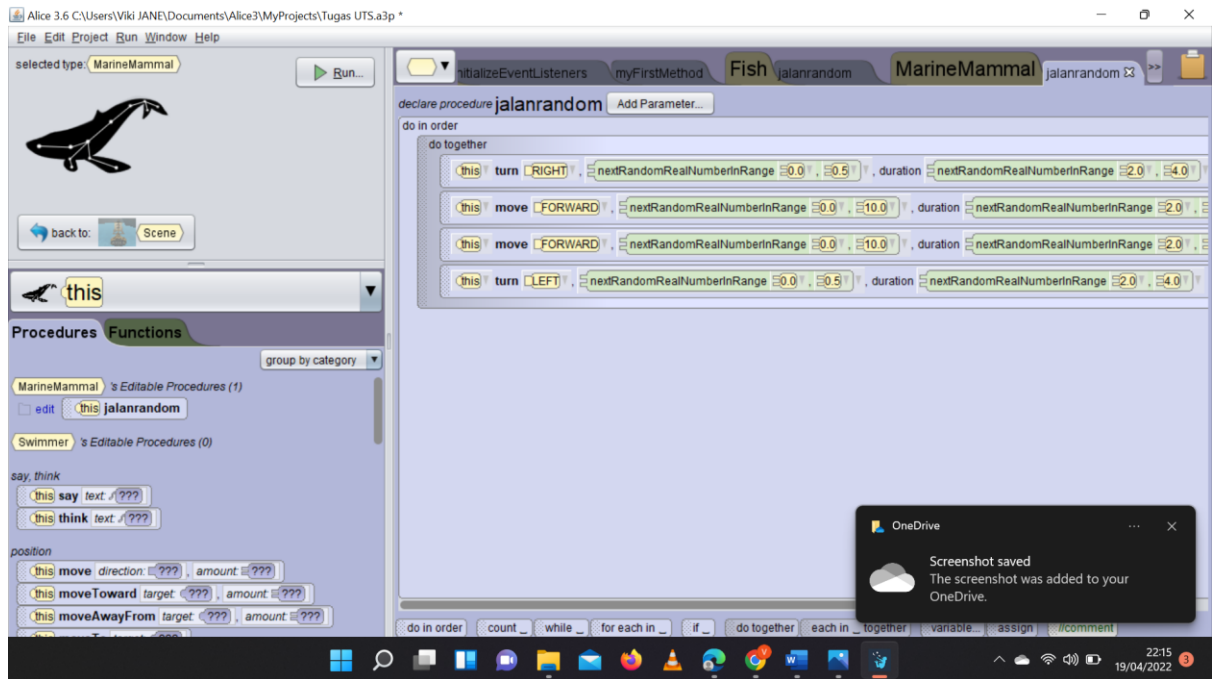 Alice 3.6 C:\Users\Viki JANE\Documents\Alice3\MyProjects\Tugas UTS.a3p *
File Edit Project Run Window Help
selected type: MarineMammal
Run...
back to: Scene
this
Procedures Functions
group by category
MarineMammal 's Editable Procedures (1)
edit this jalanrandom
Swimmer 's Editable Procedures (0)
say, think
this say text: ???
this think text: ???
position
this move direction: ??? , amount: ???
this moveToward target: ??? , amount: ???
this moveAwayFrom target: ??? , amount: ???
nitializeEventListeners myFirstMethod Fish jalanrandom MarineMammal jalanrandom >>
declare procedure jalanrandom Add Parameter...
do in order
do together
this turn RIGHT , nextRandomRealNumberInRange 0.0 , 0.5 , duration nextRandomRealNumberInRange 2.0 , 4.0
this move FORWARD , nextRandomRealNumberInRange 0.0 , 10.0 , duration nextRandomRealNumberInRange 2.0 ,
this move FORWARD , nextRandomRealNumberInRange 0.0 , 10.0 , duration nextRandomRealNumberInRange 2.0 ,
this turn LEFT , nextRandomRealNumberInRange 0.0 , 0.5 , duration nextRandomRealNumberInRange 2.0 , 4.0
OneDrive
Screenshot saved
The screenshot was added to your
OneDrive.
do in order count _ while _ for each in _ if _ do together each in _ together variable... assign //comment
22:15
19/04/2022 3